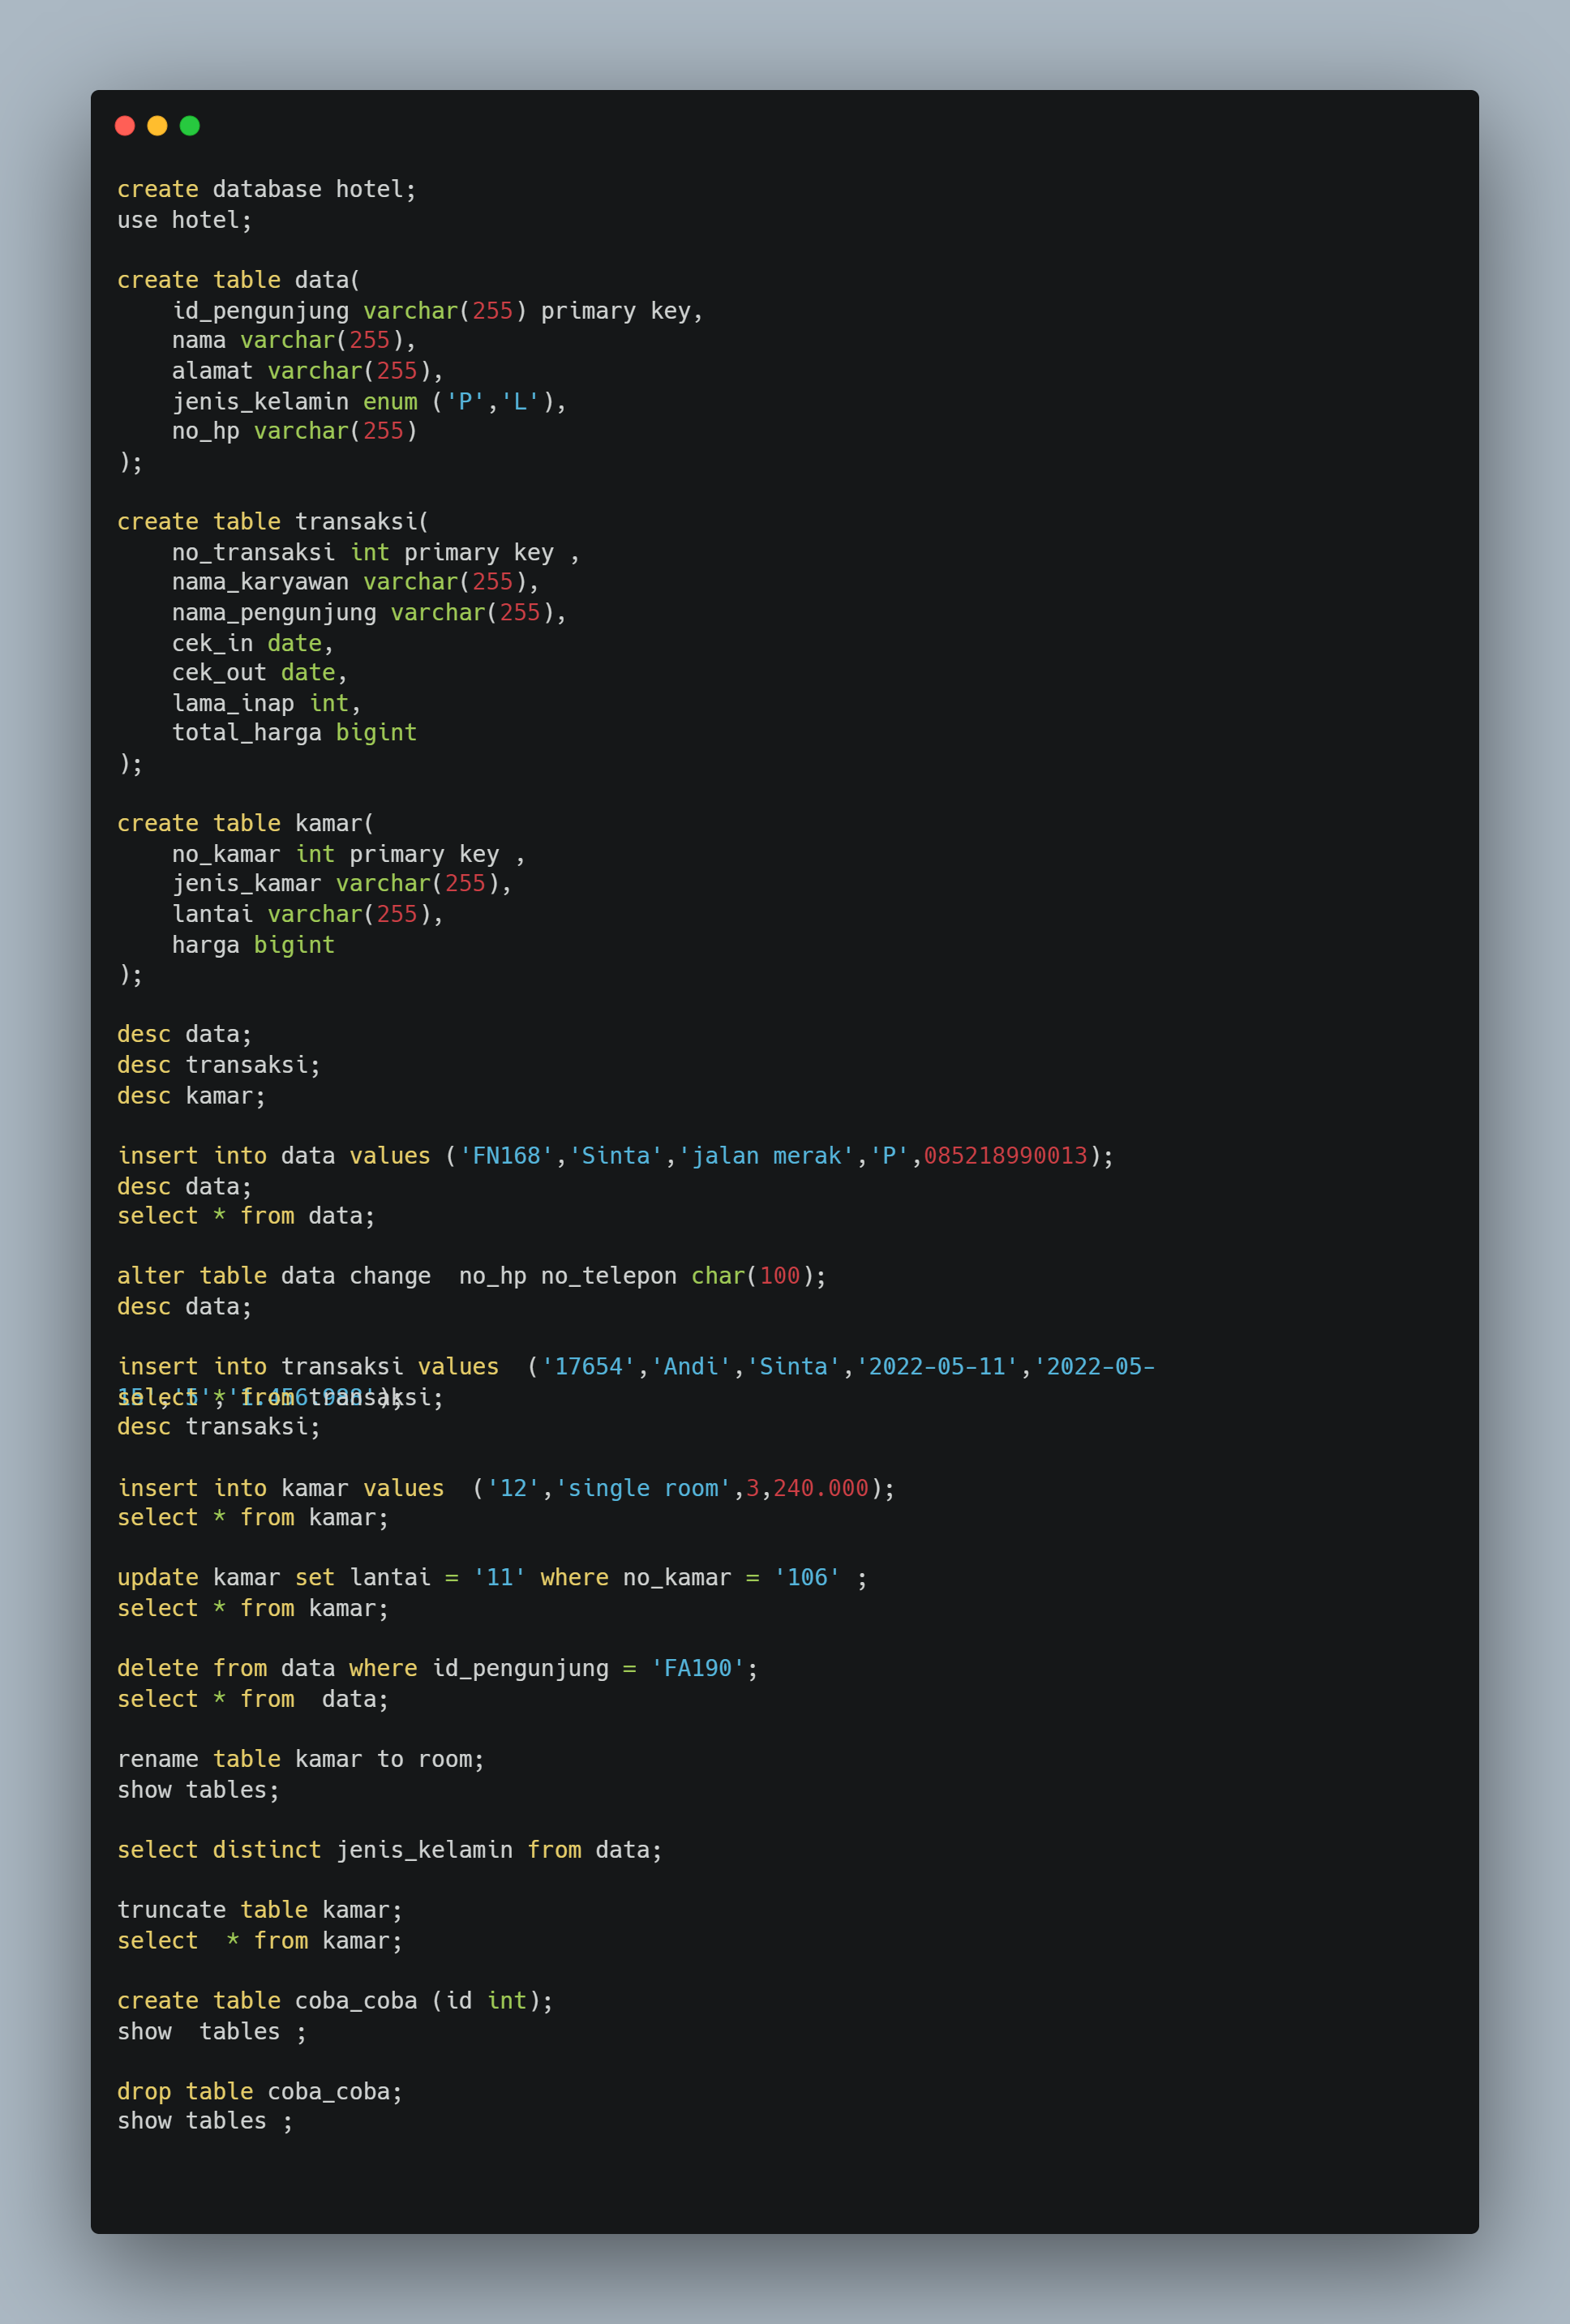 create database hotel;
use hotel;
create table data(
    id_pengunjung varchar(255) primary key,
    nama varchar(255),
    alamat varchar(255),
    jenis_kelamin enum ('P','L'),
    no_hp varchar(255)
);
create table transaksi(
    no_transaksi int primary key ,
    nama_karyawan varchar(255),
    nama_pengunjung varchar(255),
    cek_in date,
    cek_out date,
    lama_inap int,
    total_harga bigint
);
create table kamar(
    no_kamar int primary key ,
    jenis_kamar varchar(255),
    lantai varchar(255),
    harga bigint
);
desc data;
desc transaksi;
desc kamar;
insert into data values ('FN168','Sinta','jalan merak','P',085218990013);
desc data;
select * from data;
alter table data change  no_hp no_telepon char(100);
desc data;
insert into transaksi values  ('17654','Andi','Sinta','2022-05-11','2022-05-
select * from transaksi;
desc transaksi;
insert into kamar values  ('12','single room',3,240.000);
select * from kamar;
update kamar set lantai = '11' where no_kamar = '106' ;
select * from kamar;
delete from data where id_pengunjung = 'FA190';
select * from  data;
rename table kamar to room;
show tables;
select distinct jenis_kelamin from data;
truncate table kamar;
select  * from kamar;
create table coba_coba (id int);
show  tables ;
drop table coba_coba;
show tables ;